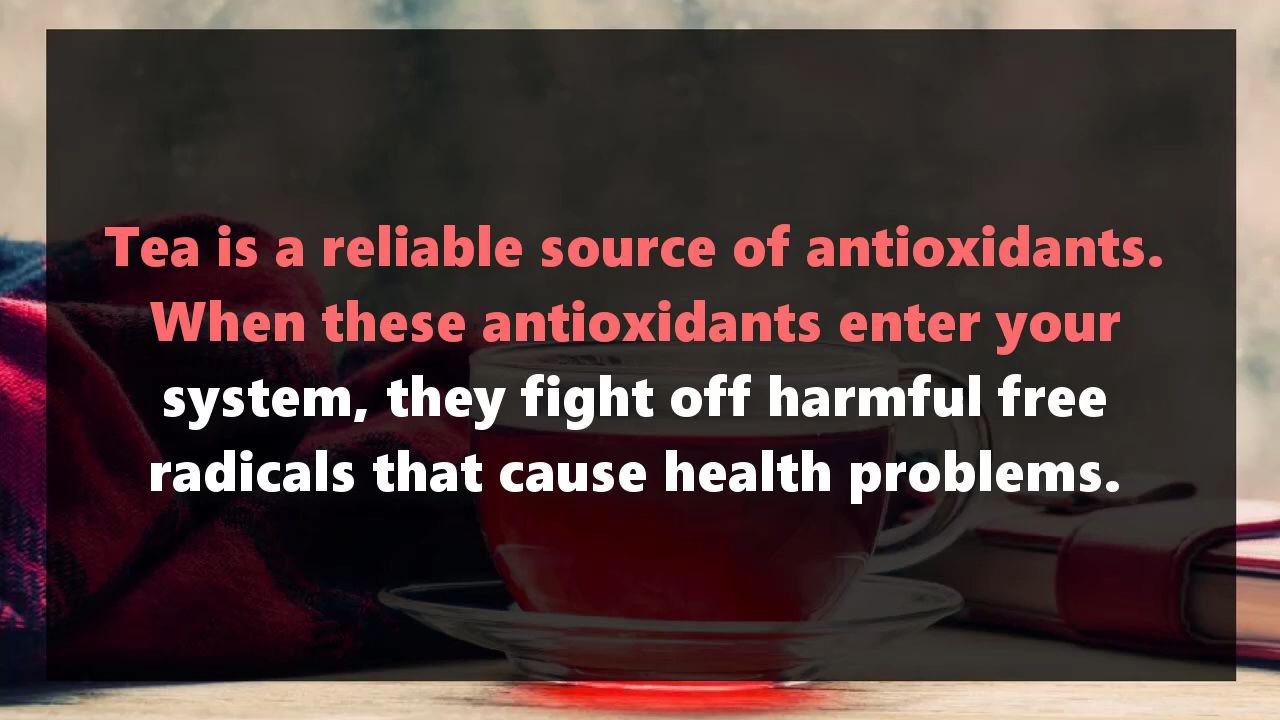 Tea is a reliable source of antioxidants.
When these antioxidants enter your
system, they fight off harmful free
radicals that cause health problems.